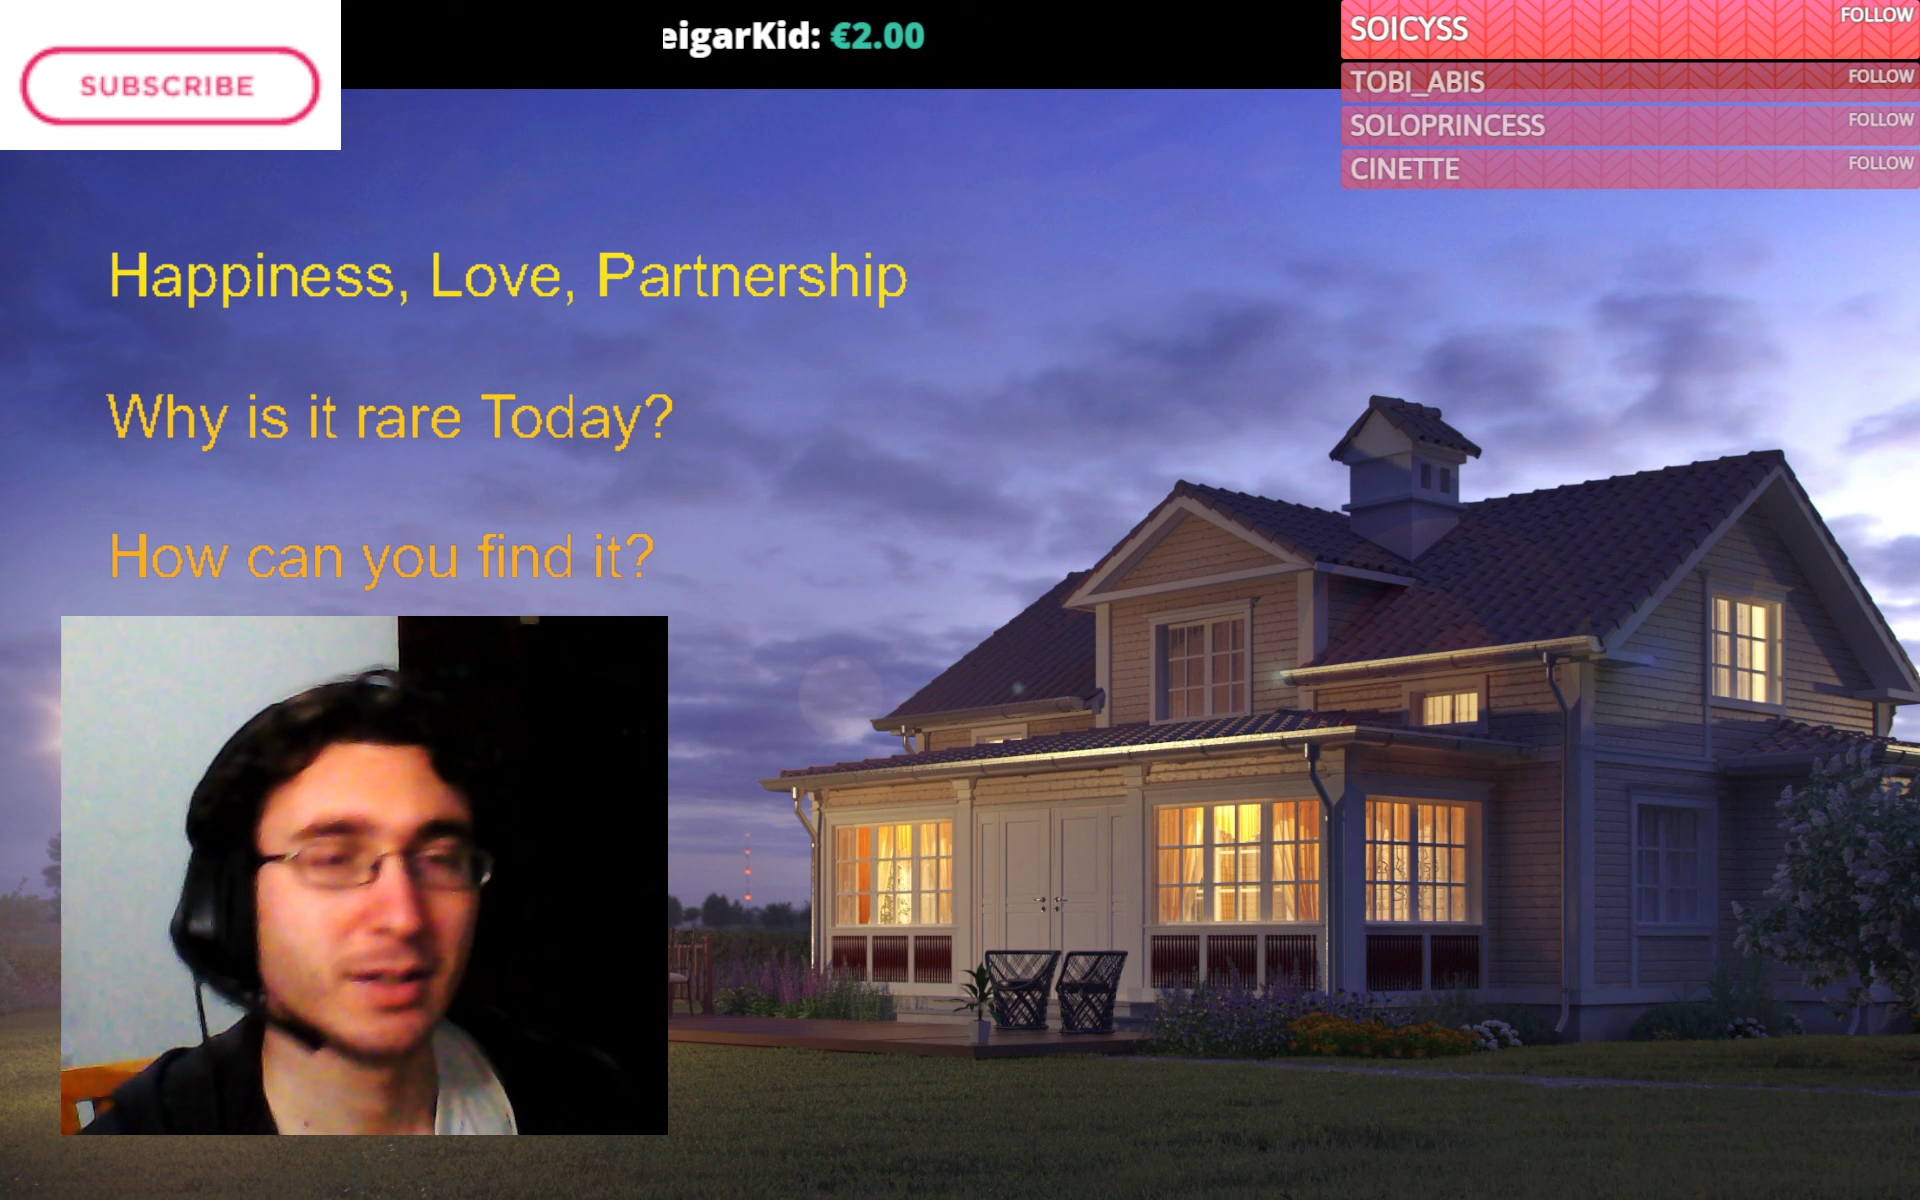 SUBSCRIBE
eigarKid: €2.00
SOICYSS FOLLOW
TOBI_ABIS FOLLOW
SOLOPRINCESS FOLLOW
CINETTE FOLLOW
Happiness, Love, Partnership
Why is it rare Today?
How can you find it?